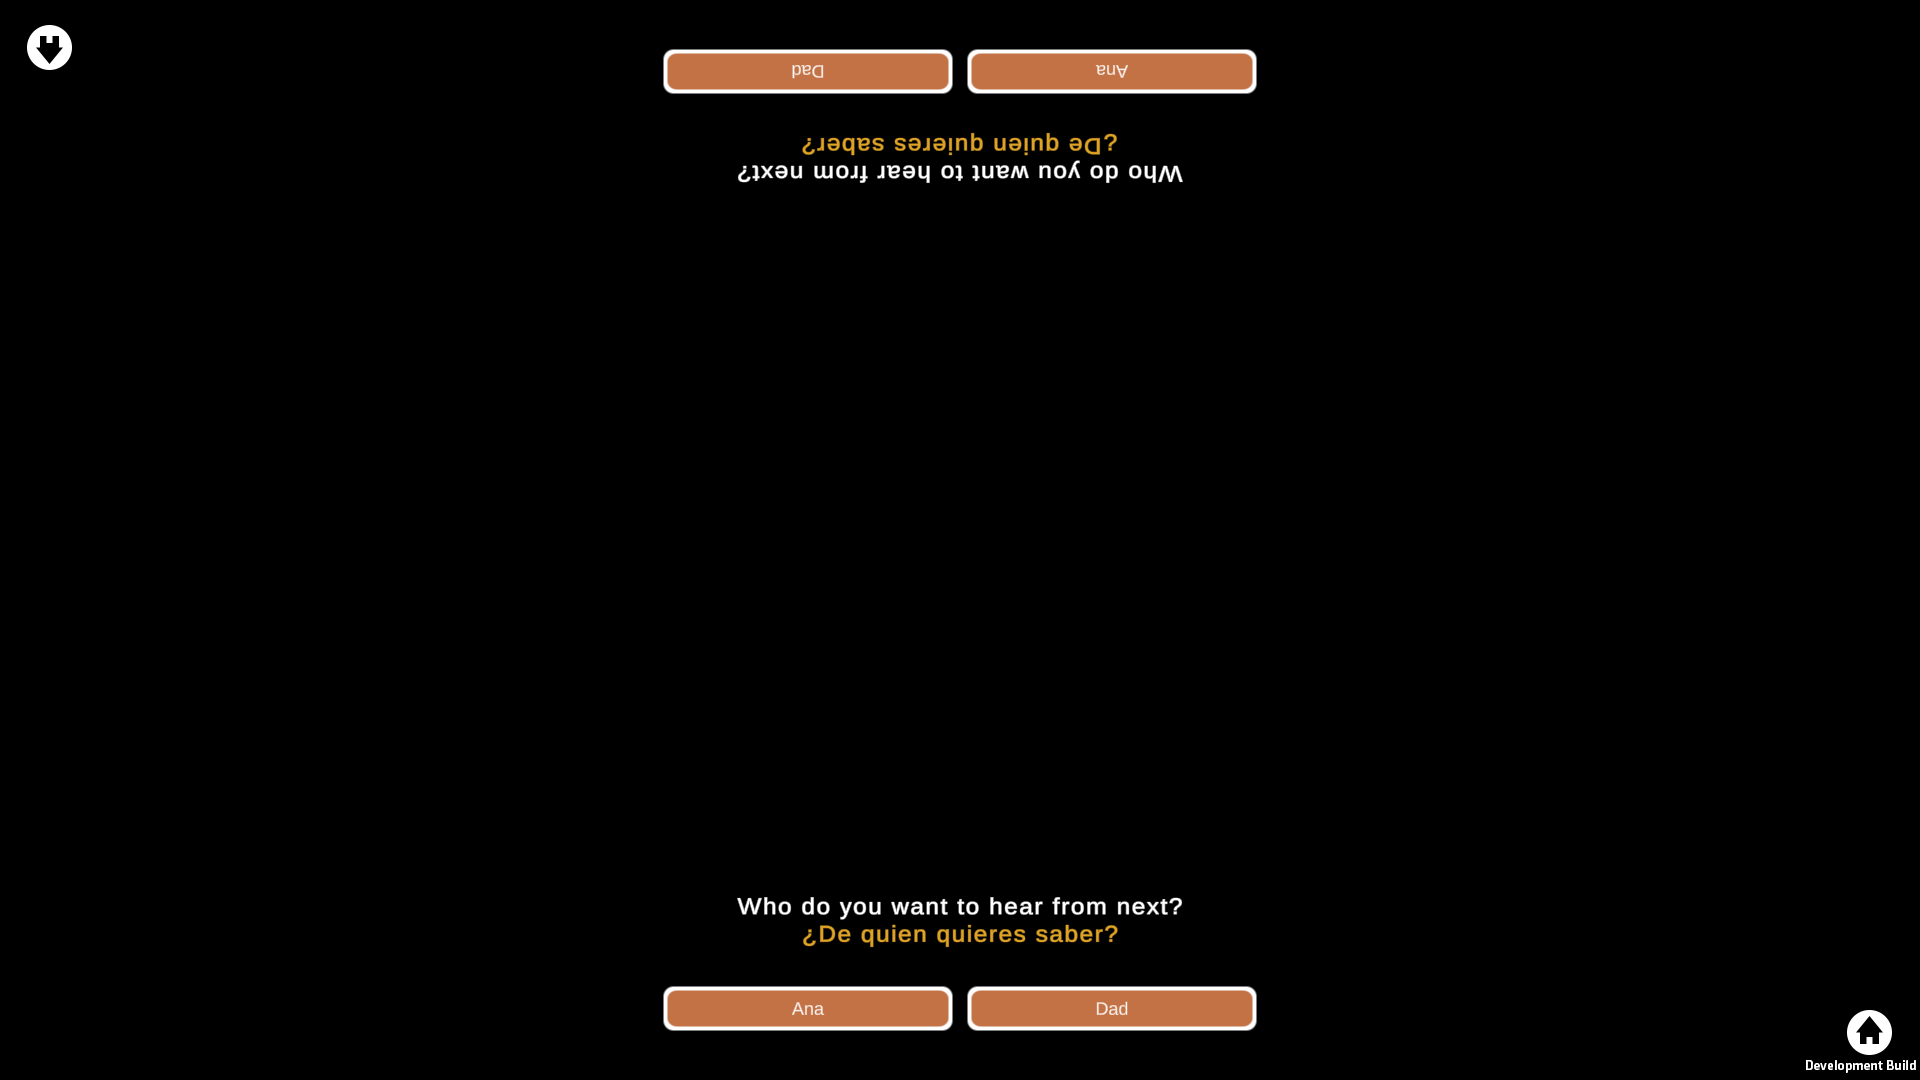 Dad Ana
¿De quien quieres saber?
Who do you want to hear from next?
Who do you want to hear from next?
¿De quien quieres saber?
Ana Dad
Development Build